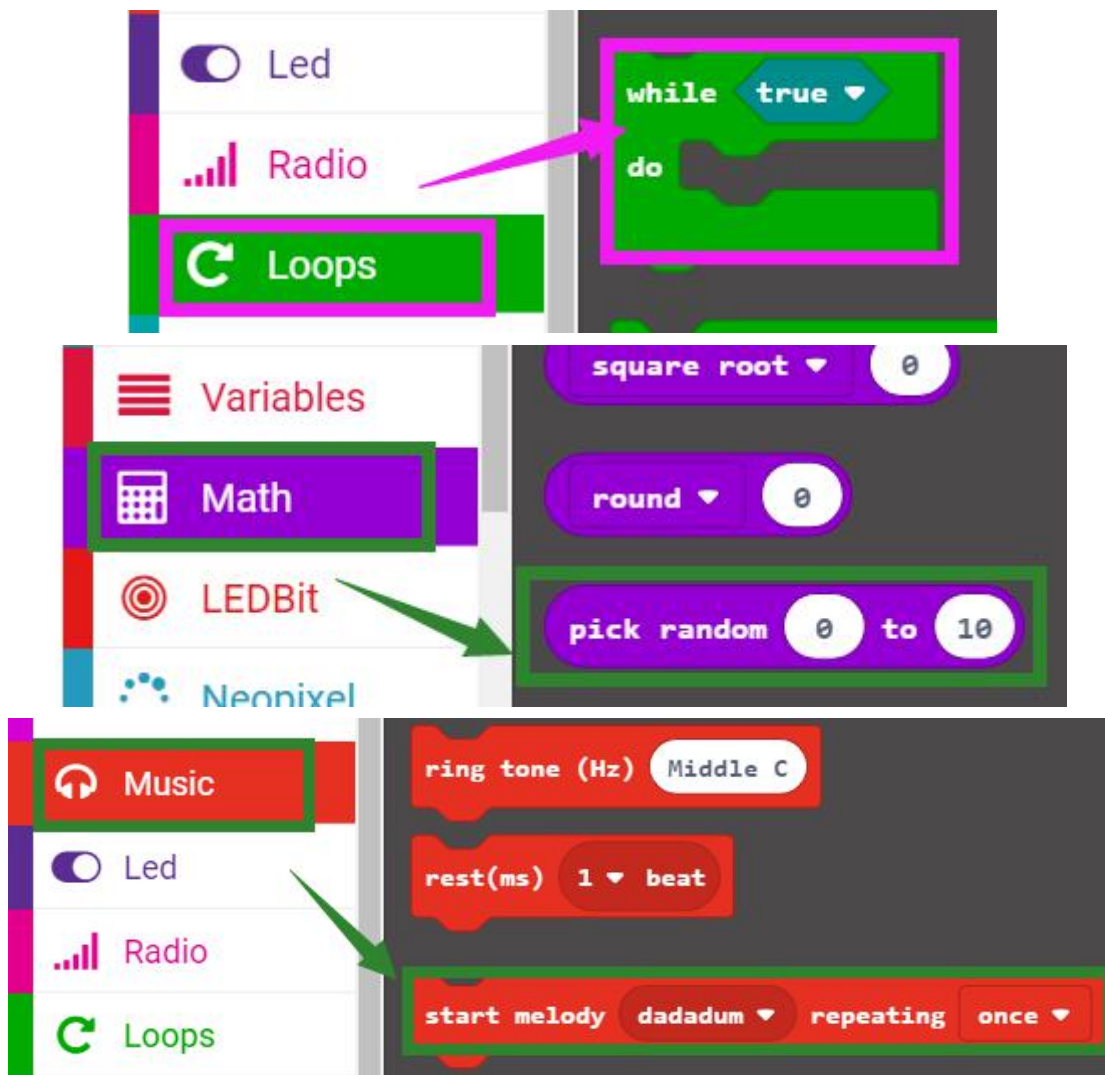 Led
while true
Radio
do
Loops
square root 0
Variables
Math
round 0
LEDBit
pick random 0 to 10
Neopixel
ring tone (Hz) Middle C
Music
Led
rest(ms) 1 beat
Radio
start melody dadadum repeating once
Loops